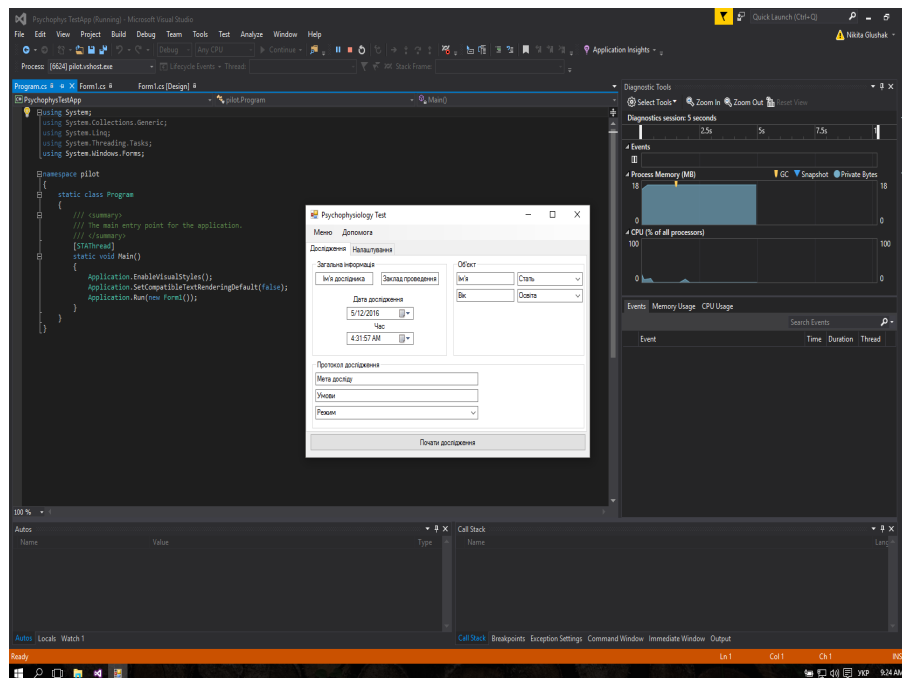 Psychophys TestApp (Running) - Microsoft Visual Studio
Quick Launch (Ctrl+Q)
File Edit View Project Build Debug Team Tools Test Analyze Window Help
Nikita Glushak
Debug Any CPU Continue Application Insights
Process: [6624] pilot.vshost.exe Lifecycle Events Thread: Stack Frame:
Program.cs Form1.cs Form1.cs [Design]
PsychophysTestApp pilot.Program Main()
using System;
using System.Collections.Generic;
using System.Linq;
using System.Threading.Tasks;
using System.Windows.Forms;
namespace pilot
{
static class Program
{
/// <summary>
/// The main entry point for the application.
/// </summary>
[STAThread]
static void Main()
{
Application.EnableVisualStyles();
Application.SetCompatibleTextRenderingDefault(false);
Application.Run(new Form1());
}
}
}
100 %
Psychophysiology Test
Меню Допомога
Дослідження Налаштування
Загальна інформація
Ім'я дослідника Заклад проведення
Дата дослідження
5/12/2016
Час
4:31:57 AM
Об'єкт
Ім'я Стать
Вік Освіта
Протокол дослідження
Мета досліду
Умови
Режим
Почати дослідження
Diagnostic Tools
Select Tools Zoom In Zoom Out Reset View
Diagnostics session: 5 seconds
2.5s 5s 7.5s 1
Events
Process Memory (MB) GC Snapshot Private Bytes
18 18
0 0
CPU (% of all processors)
100 100
0 0
Events Memory Usage CPU Usage
Search Events
Event Time Duration Thread
Autos
Name Value Type
Autos Locals Watch 1
Call Stack
Name Lang
Call Stack Breakpoints Exception Settings Command Window Immediate Window Output
Ready Ln 1 Col 1 Ch 1 INS
УКР 9:24 AM